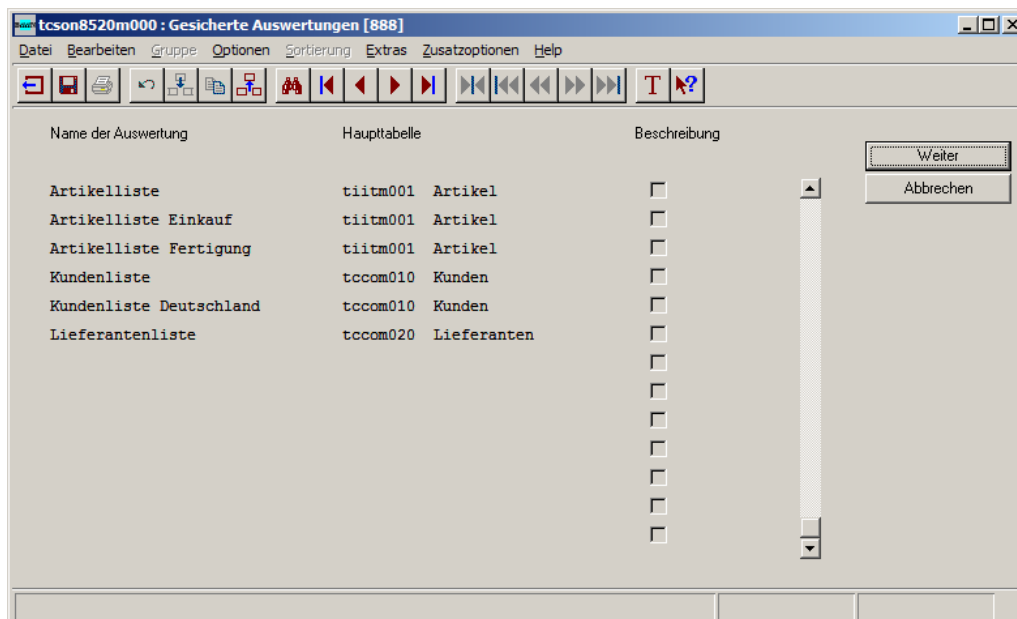 tcson8520m000 : Gesicherte Auswertungen [888]
Datei Bearbeiten Gruppe Optionen Sortierung Extras Zusatzoptionen Help
T ?
Name der Auswertung Haupttabelle Beschreibung
Weiter
Artikelliste tiitm001 Artikel
Abbrechen
Artikelliste Einkauf tiitm001 Artikel
Artikelliste Fertigung tiitm001 Artikel
Kundenliste tccom010 Kunden
Kundenliste Deutschland tccom010 Kunden
Lieferantenliste tccom020 Lieferanten